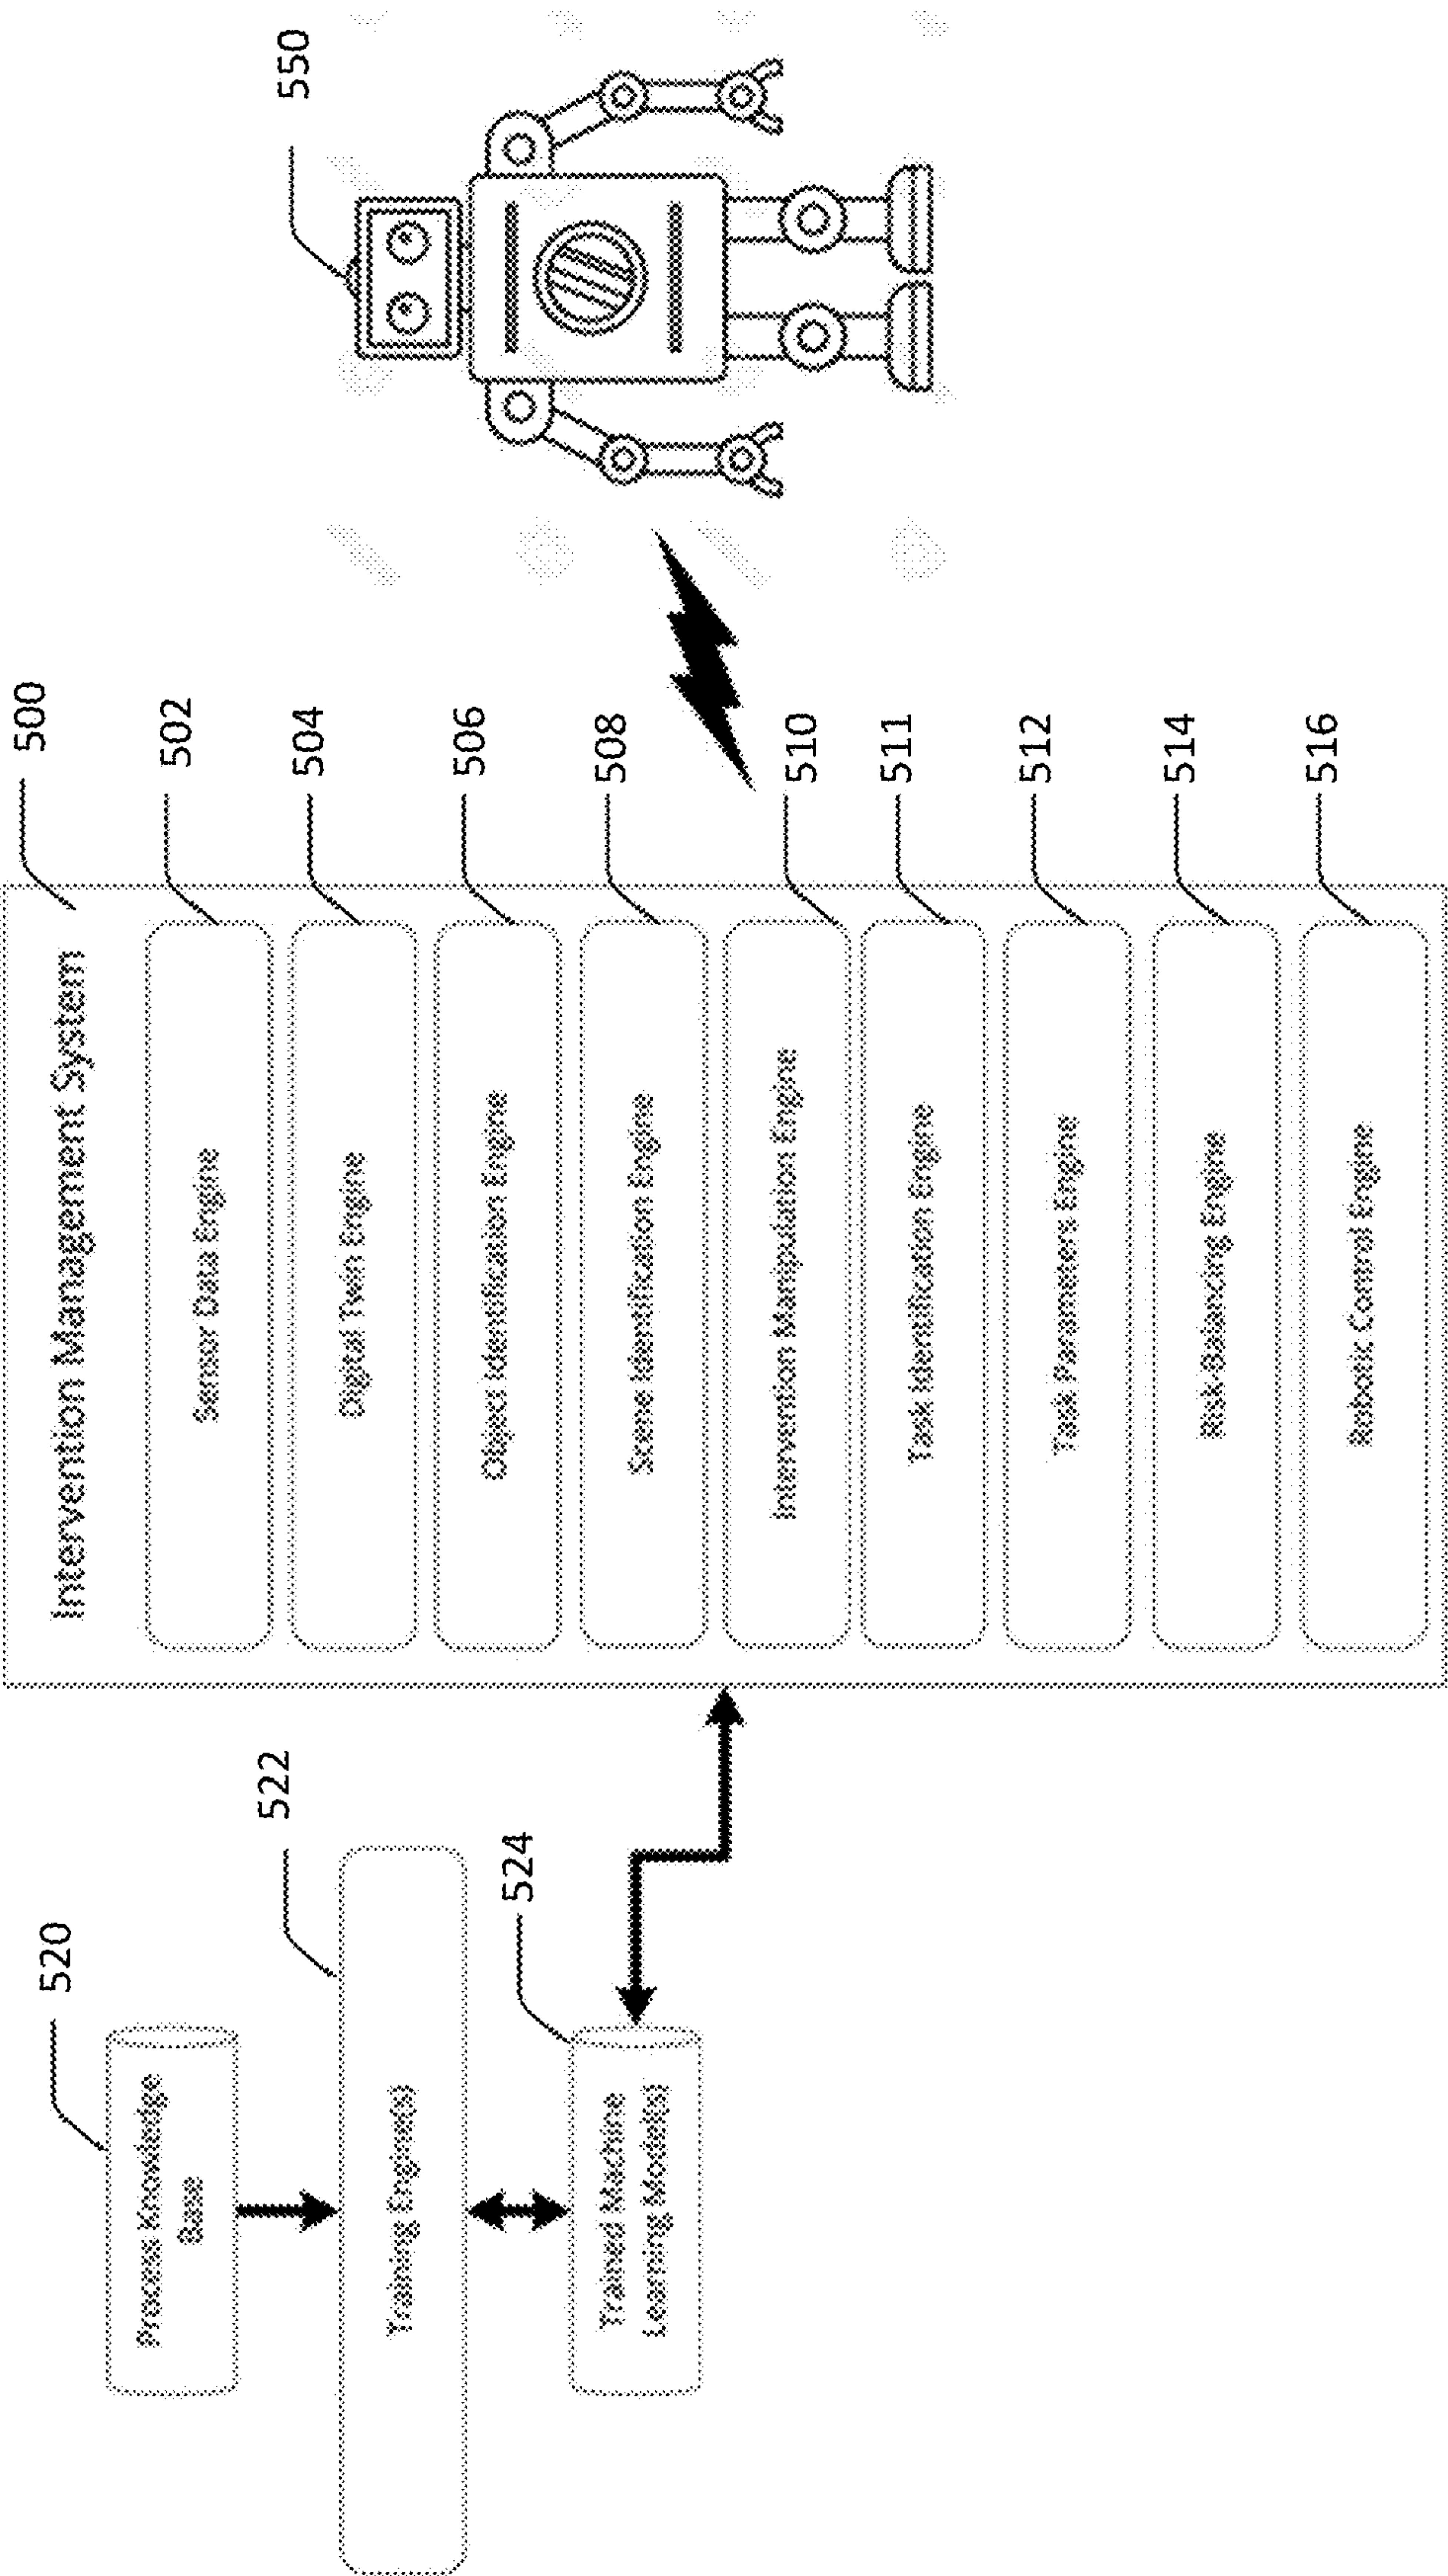 520
Process Knowledge
Base
522
Training Engine(s)
524
Trained Machine
Learning Model(s)
500
Intervention Management System
502
Sensor Data Engine
504
Digital Twin Engine
506
Object Identification Engine
508
Scene Identification Engine
510
Intervention Manipulation Engine
511
Task Identification Engine
512
Task Parameters Engine
514
Risk-Balancing Engine
516
Robotic Control Engine
550